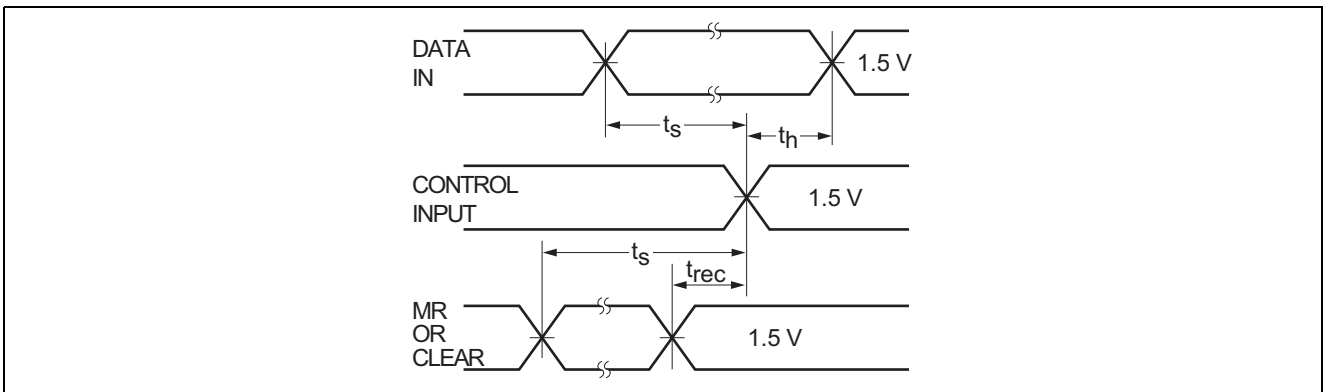 DATA
IN
1.5 V
ts
th
CONTROL
INPUT
1.5 V
ts
trec
MR
OR
CLEAR
1.5 V